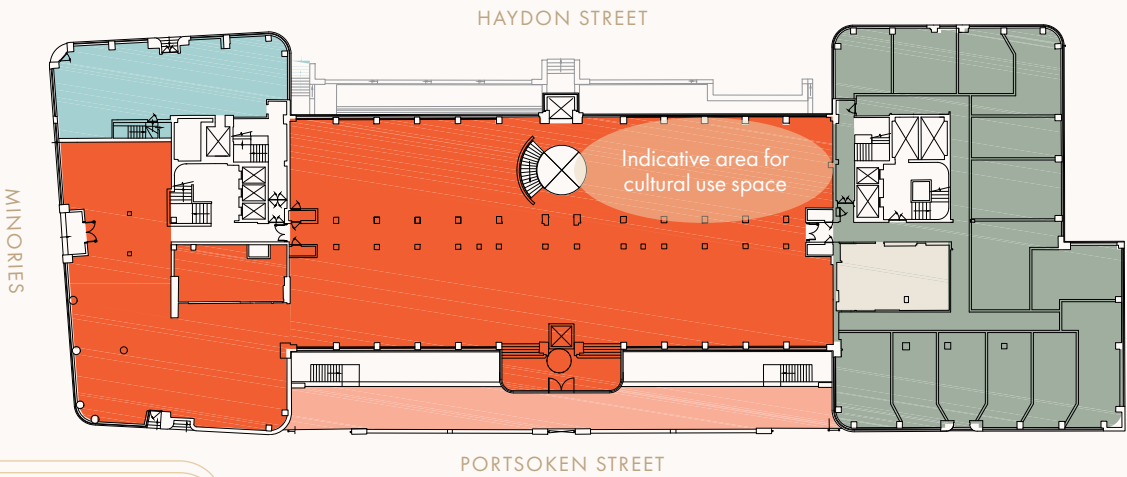 HAYDON STREET
Indicative area for
cultural use space
MINORIES
PORTSOKEN STREET